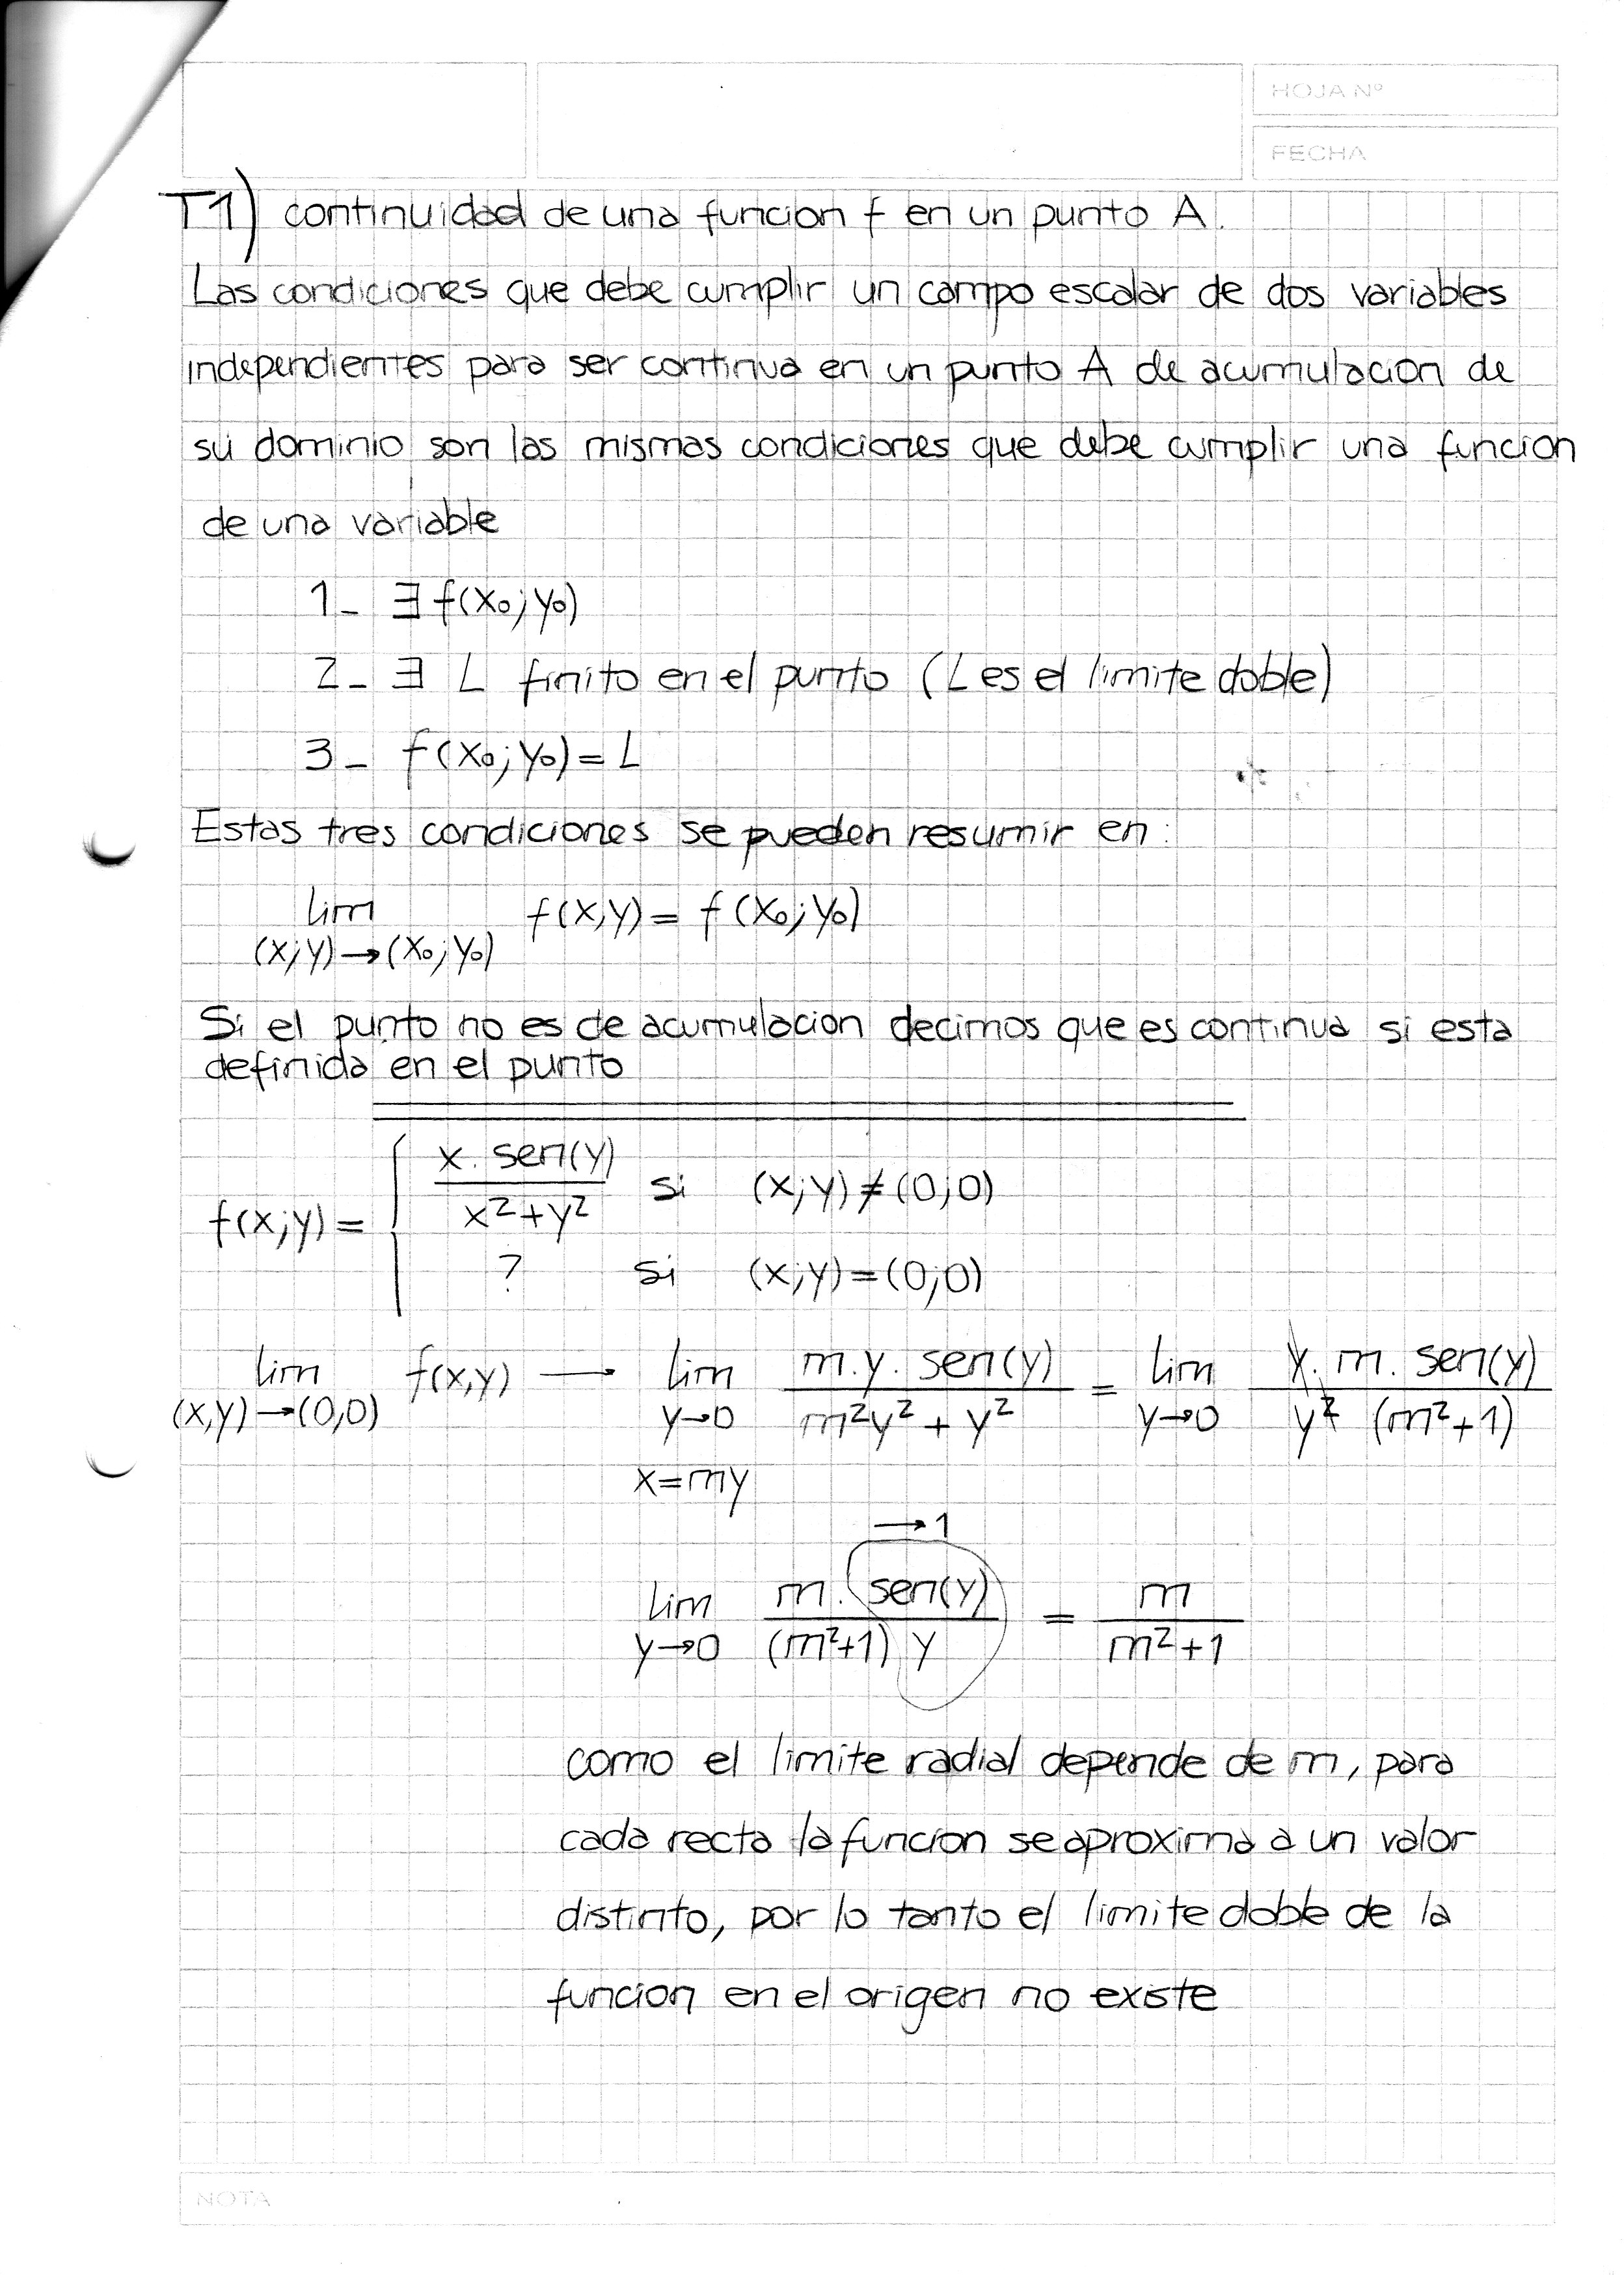 HOJA Nº
FECHA
T1) continuidad de una funcion f en un punto A.
Las condiciones que debe cumplir un campo escalar de dos variables
independientes para ser continua en un punto A de acumulacion de
su dominio son las mismas condiciones que debe cumplir una funcion
de una variable
1_ ∃ f(x₀; y₀)
2_ ∃ L finito en el punto (L es el limite doble)
3_ f(x₀; y₀) = L
Estas tres condiciones se pueden resumir en:
lim f(x,y) = f(x₀; y₀)
(x;y) → (x₀; y₀)
Si el punto no es de acumulacion decimos que es continua si esta
definida en el punto
f(x;y) = { x. sen(y) / x²+y² si (x;y) ≠ (0;0)
? si (x;y) = (0;0)
lim f(x,y) — lim m.y. sen(y) / m²y² + y² = lim y. m. sen(y) / y² (m²+1)
(x,y) → (0,0) y→0 y→0
x=my
→1
lim m. sen(y) / (m²+1) y = m / m²+1
y→0
como el limite radial depende de m, para
cada recta la funcion se aproxima a un valor
distinto, por lo tanto el limite doble de la
funcion en el origen no existe
NOTA